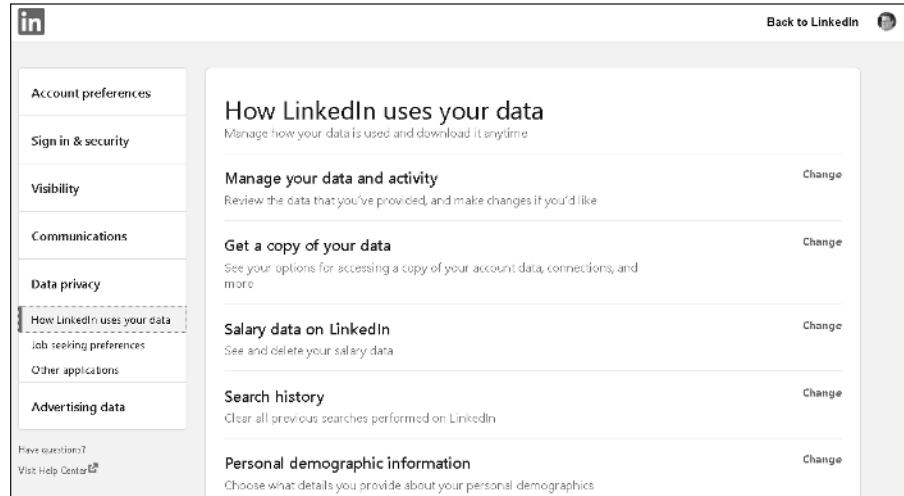 in
Back to LinkedIn
Account preferences
Sign in & security
Visibility
Communications
Data privacy
How LinkedIn uses your data
Job seeking preferences
Other applications
Advertising data
Have questions?
Visit Help Center
How LinkedIn uses your data
Manage how your data is used and download it anytime
Manage your data and activity
Change
Review the data that you've provided, and make changes if you'd like
Get a copy of your data
Change
See your options for accessing a copy of your account data, connections, and
more
Salary data on LinkedIn
Change
See and delete your salary data
Search history
Change
Clear all previous searches performed on LinkedIn
Personal demographic information
Change
Choose what details you provide about your personal demographics